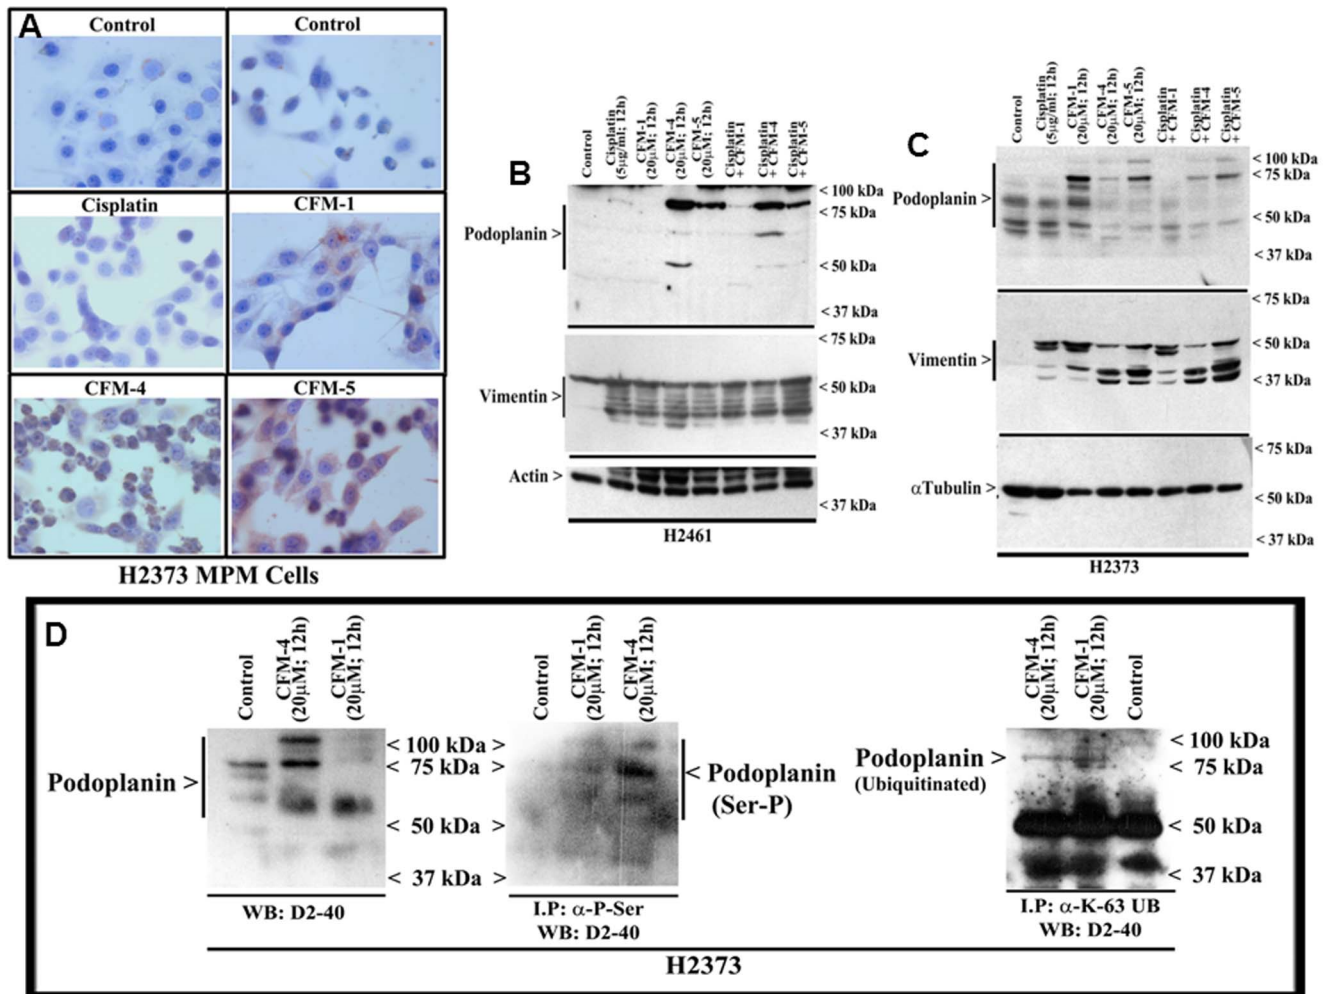 A
Control
Control
Cisplatin
CFM-1
CFM-4
CFM-5
H2373 MPM Cells
B
Control
Cisplatin
(5µg/ml; 12h)
CFM-1
(20µM; 12h)
CFM-4
(20µM; 12h)
CFM-5
(20µM; 12h)
Cisplatin
+ CFM-1
Cisplatin
+ CFM-4
Cisplatin
+ CFM-5
Podoplanin >
< 100 kDa
< 75 kDa
< 50 kDa
< 37 kDa
Vimentin >
< 75 kDa
< 50 kDa
< 37 kDa
Actin >
< 37 kDa
H2461
C
Control
Cisplatin
(5µg/ml; 12h)
CFM-1
(20µM; 12h)
CFM-4
(20µM; 12h)
CFM-5
(20µM; 12h)
Cisplatin
+ CFM-1
Cisplatin
+ CFM-4
Cisplatin
+ CFM-5
Podoplanin >
< 100 kDa
< 75 kDa
< 50 kDa
< 37 kDa
Vimentin >
< 75 kDa
< 50 kDa
< 37 kDa
αTubulin >
< 75 kDa
< 50 kDa
< 37 kDa
H2373
D
Control
CFM-4
(20µM; 12h)
CFM-1
(20µM; 12h)
Podoplanin >
< 100 kDa >
< 75 kDa >
< 50 kDa >
< 37 kDa >
WB: D2-40
Control
CFM-1
(20µM; 12h)
CFM-4
(20µM; 12h)
< Podoplanin
(Ser-P)
I.P: α-P-Ser
WB: D2-40
CFM-4
(20µM; 12h)
CFM-1
(20µM; 12h)
Control
Podoplanin >
(Ubiquitinated)
< 100 kDa
< 75 kDa
< 50 kDa
< 37 kDa
I.P: α-K-63 UB
WB: D2-40
H2373